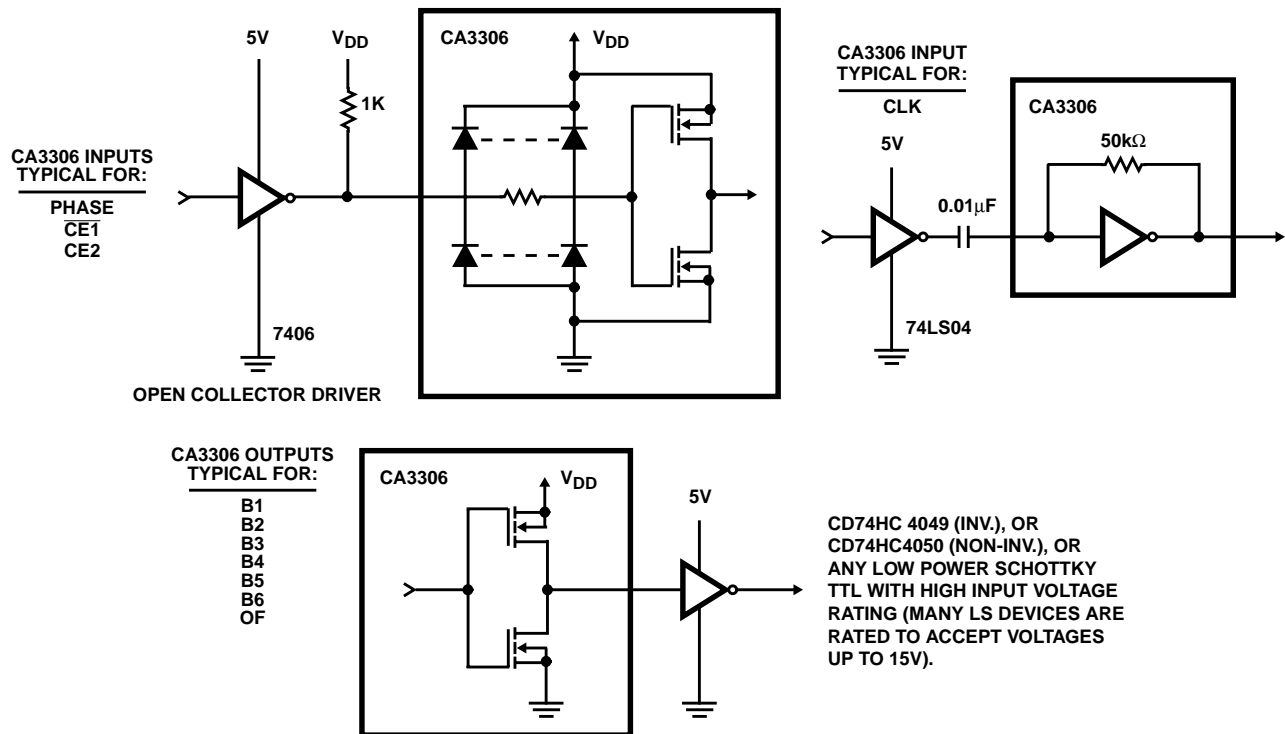 CA3306 INPUTS
TYPICAL FOR:
PHASE
CE1
CE2
5V
VDD
1K
7406
OPEN COLLECTOR DRIVER
CA3306
VDD
CA3306 INPUT
TYPICAL FOR:
CLK
5V
0.01μF
74LS04
CA3306
50kΩ
CA3306 OUTPUTS
TYPICAL FOR:
B1
B2
B3
B4
B5
B6
OF
CA3306
VDD
5V
CD74HC 4049 (INV.), OR
CD74HC4050 (NON-INV.), OR
ANY LOW POWER SCHOTTKY
TTL WITH HIGH INPUT VOLTAGE
RATING (MANY LS DEVICES ARE
RATED TO ACCEPT VOLTAGES
UP TO 15V).